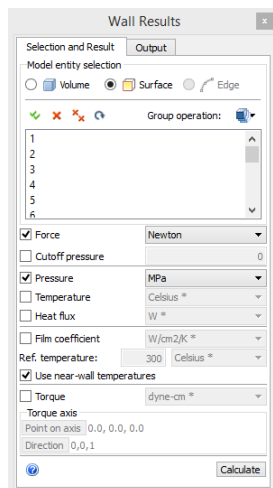 Wall Results
x
Selection and Result Output
Model entity selection
Volume Surface Edge
Group operation:
1
2
3
4
5
6
Force Newton
Cutoff pressure 0
Pressure MPa
Temperature Celsius *
Heat flux W *
Film coefficient W/cm2/K *
Ref. temperature: 300 Celsius *
Use near-wall temperatures
Torque dyne-cm *
Torque axis
Point on axis 0.0, 0.0, 0.0
Direction 0,0,1
? Calculate